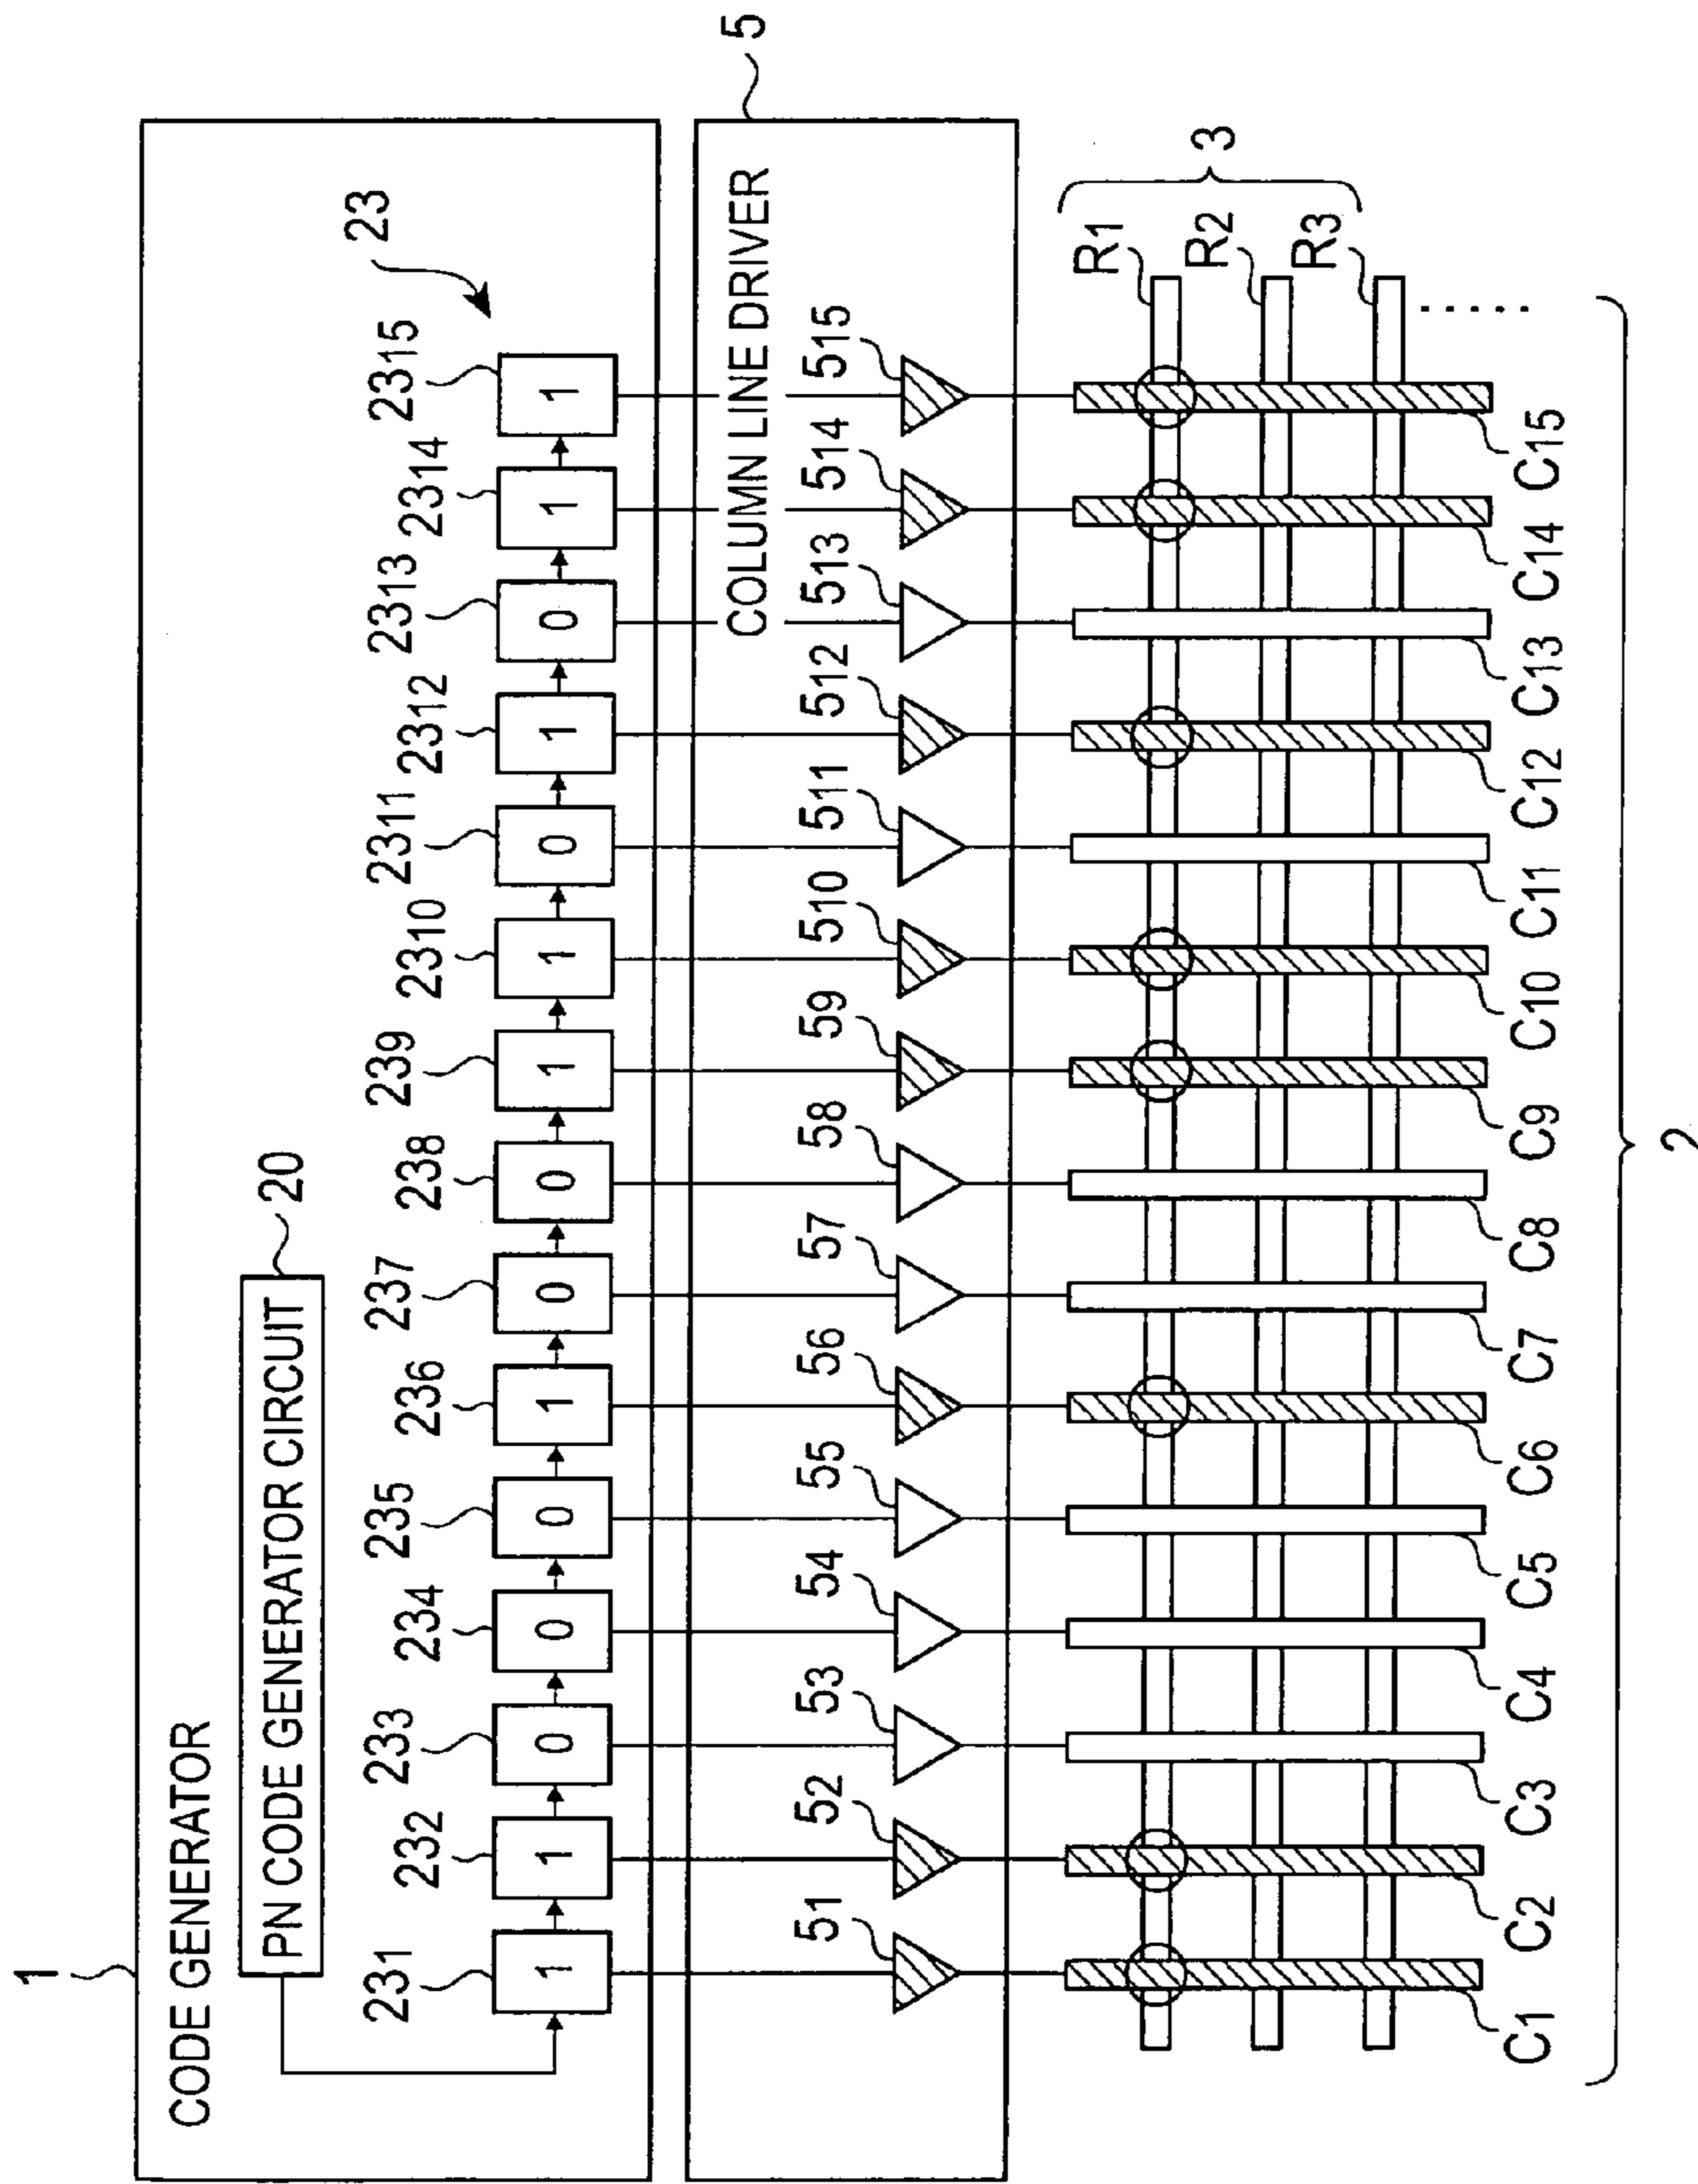 1
CODE GENERATOR
PN CODE GENERATOR CIRCUIT
20
23
231 232 233 234 235 236 237 238 239 2310 2311 2312 2313 2314 2315
1 1 0 0 0 1 0 0 1 1 0 1 0 1 1
5
COLUMN LINE DRIVER
51 52 53 54 55 56 57 58 59 510 511 512 513 514 515
R1
R2
R3
3
.....
C1 C2 C3 C4 C5 C6 C7 C8 C9 C10 C11 C12 C13 C14 C15
2